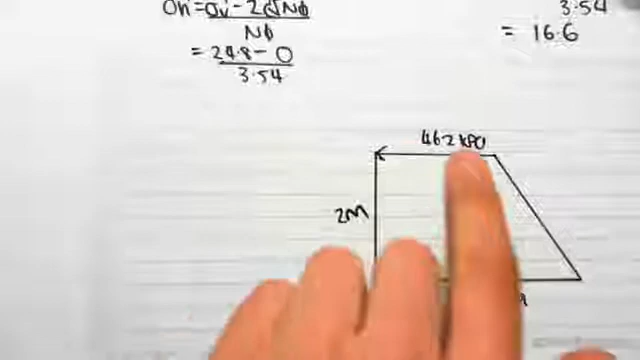 σh = σv - 2c√Nφ
Nφ
= 24.8 - 0
3.54
3.54
= 16.6
46.2 kPa
2M